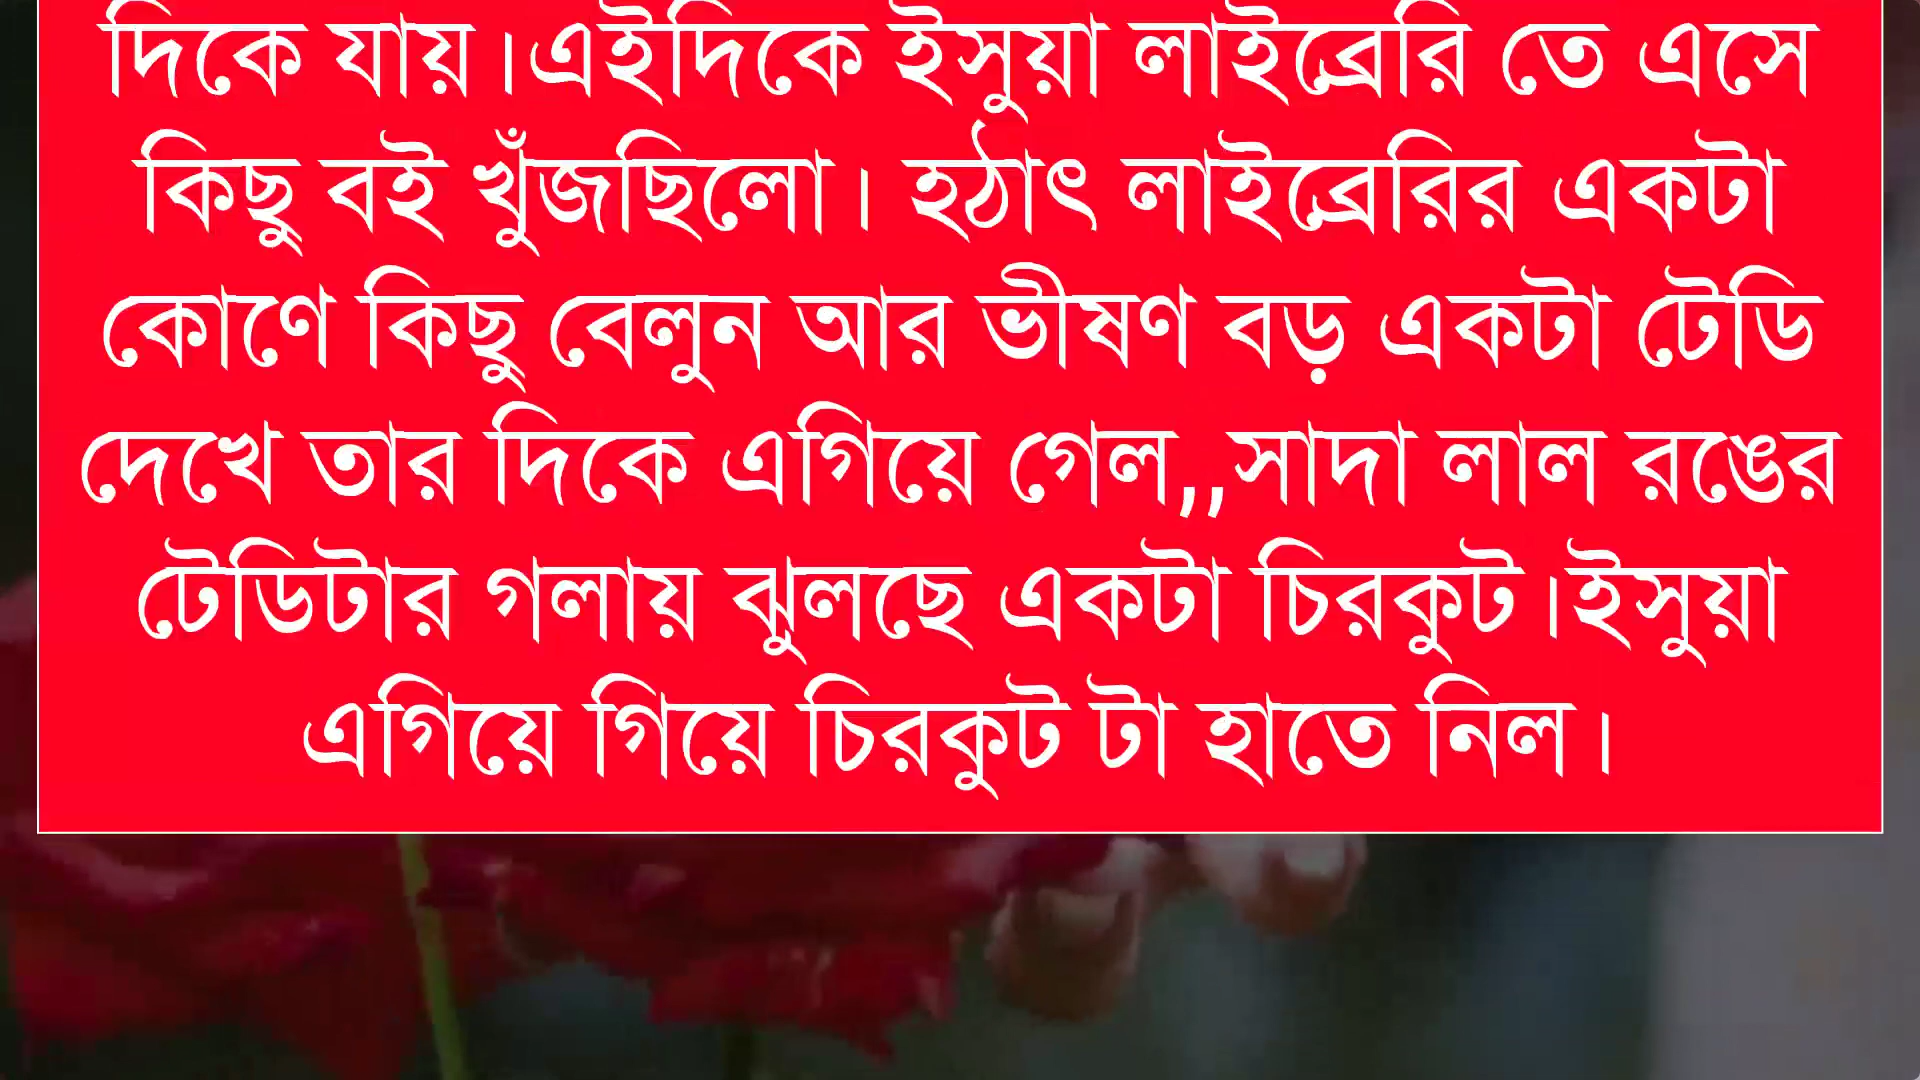 দিকে যায়।এইদিকে ইসুয়া লাইব্রেরি তে এসে
কিছু বই খুঁজছিলো। হঠাৎ লাইব্রেরির একটা
কোণে কিছু বেলুন আর ভীষণ বড় একটা টেডি
দেখে তার দিকে এগিয়ে গেল,,সাদা লাল রঙের
টেডিটার গলায় ঝুলছে একটা চিরকুট।ইসুয়া
এগিয়ে গিয়ে চিরকুট টা হাতে নিল।